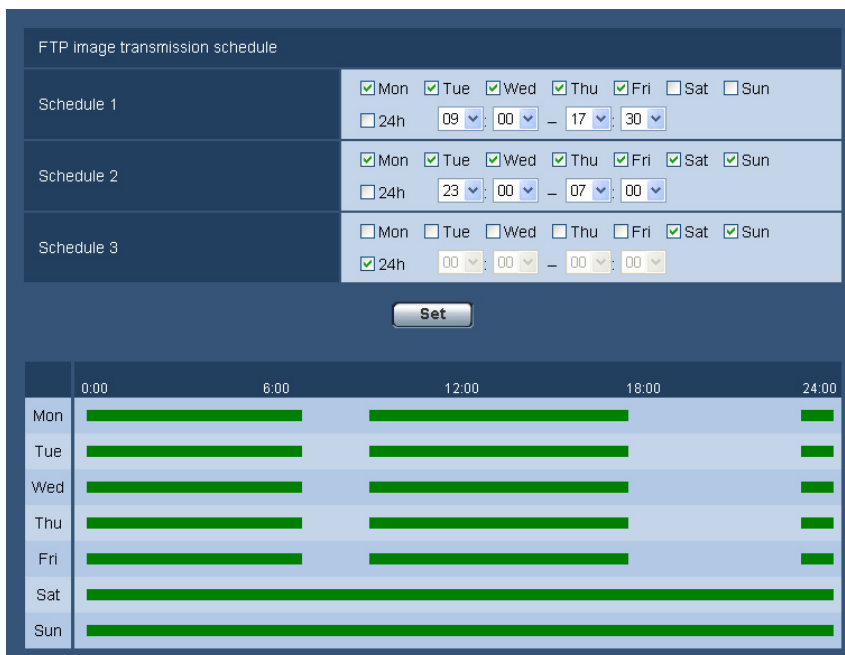 FTP image transmission schedule
Schedule 1
Mon Tue Wed Thu Fri Sat Sun
24h 09 : 00 – 17 : 30
Schedule 2
Mon Tue Wed Thu Fri Sat Sun
24h 23 : 00 – 07 : 00
Schedule 3
Mon Tue Wed Thu Fri Sat Sun
24h 00 : 00 – 00 : 00
Set
0:00 6:00 12:00 18:00 24:00
Mon
Tue
Wed
Thu
Fri
Sat
Sun